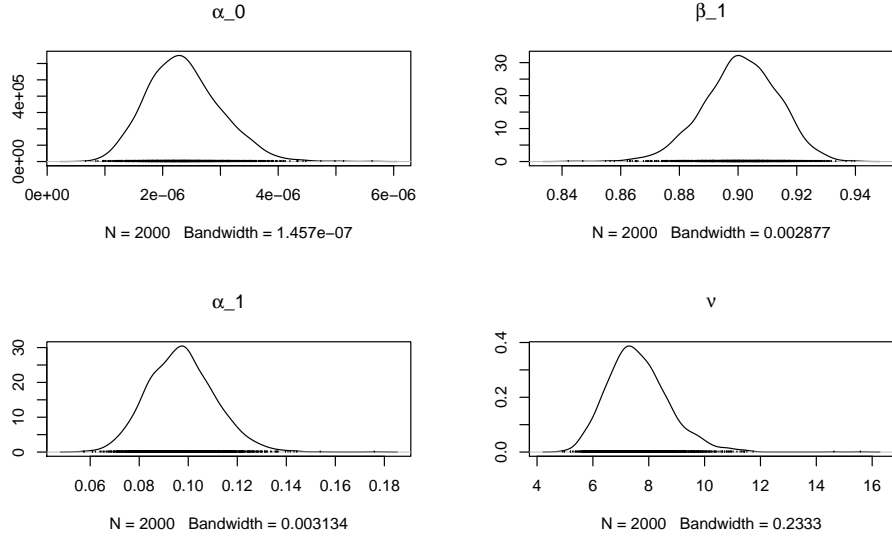 α_0
0e+00 4e+05
0e+00 2e−06 4e−06 6e−06
N = 2000 Bandwidth = 1.457e−07
β_1
0 10 20 30
0.84 0.86 0.88 0.90 0.92 0.94
N = 2000 Bandwidth = 0.002877
α_1
0 10 20 30
0.06 0.08 0.10 0.12 0.14 0.16 0.18
N = 2000 Bandwidth = 0.003134
ν
0.0 0.2 0.4
4 6 8 10 12 14 16
N = 2000 Bandwidth = 0.2333